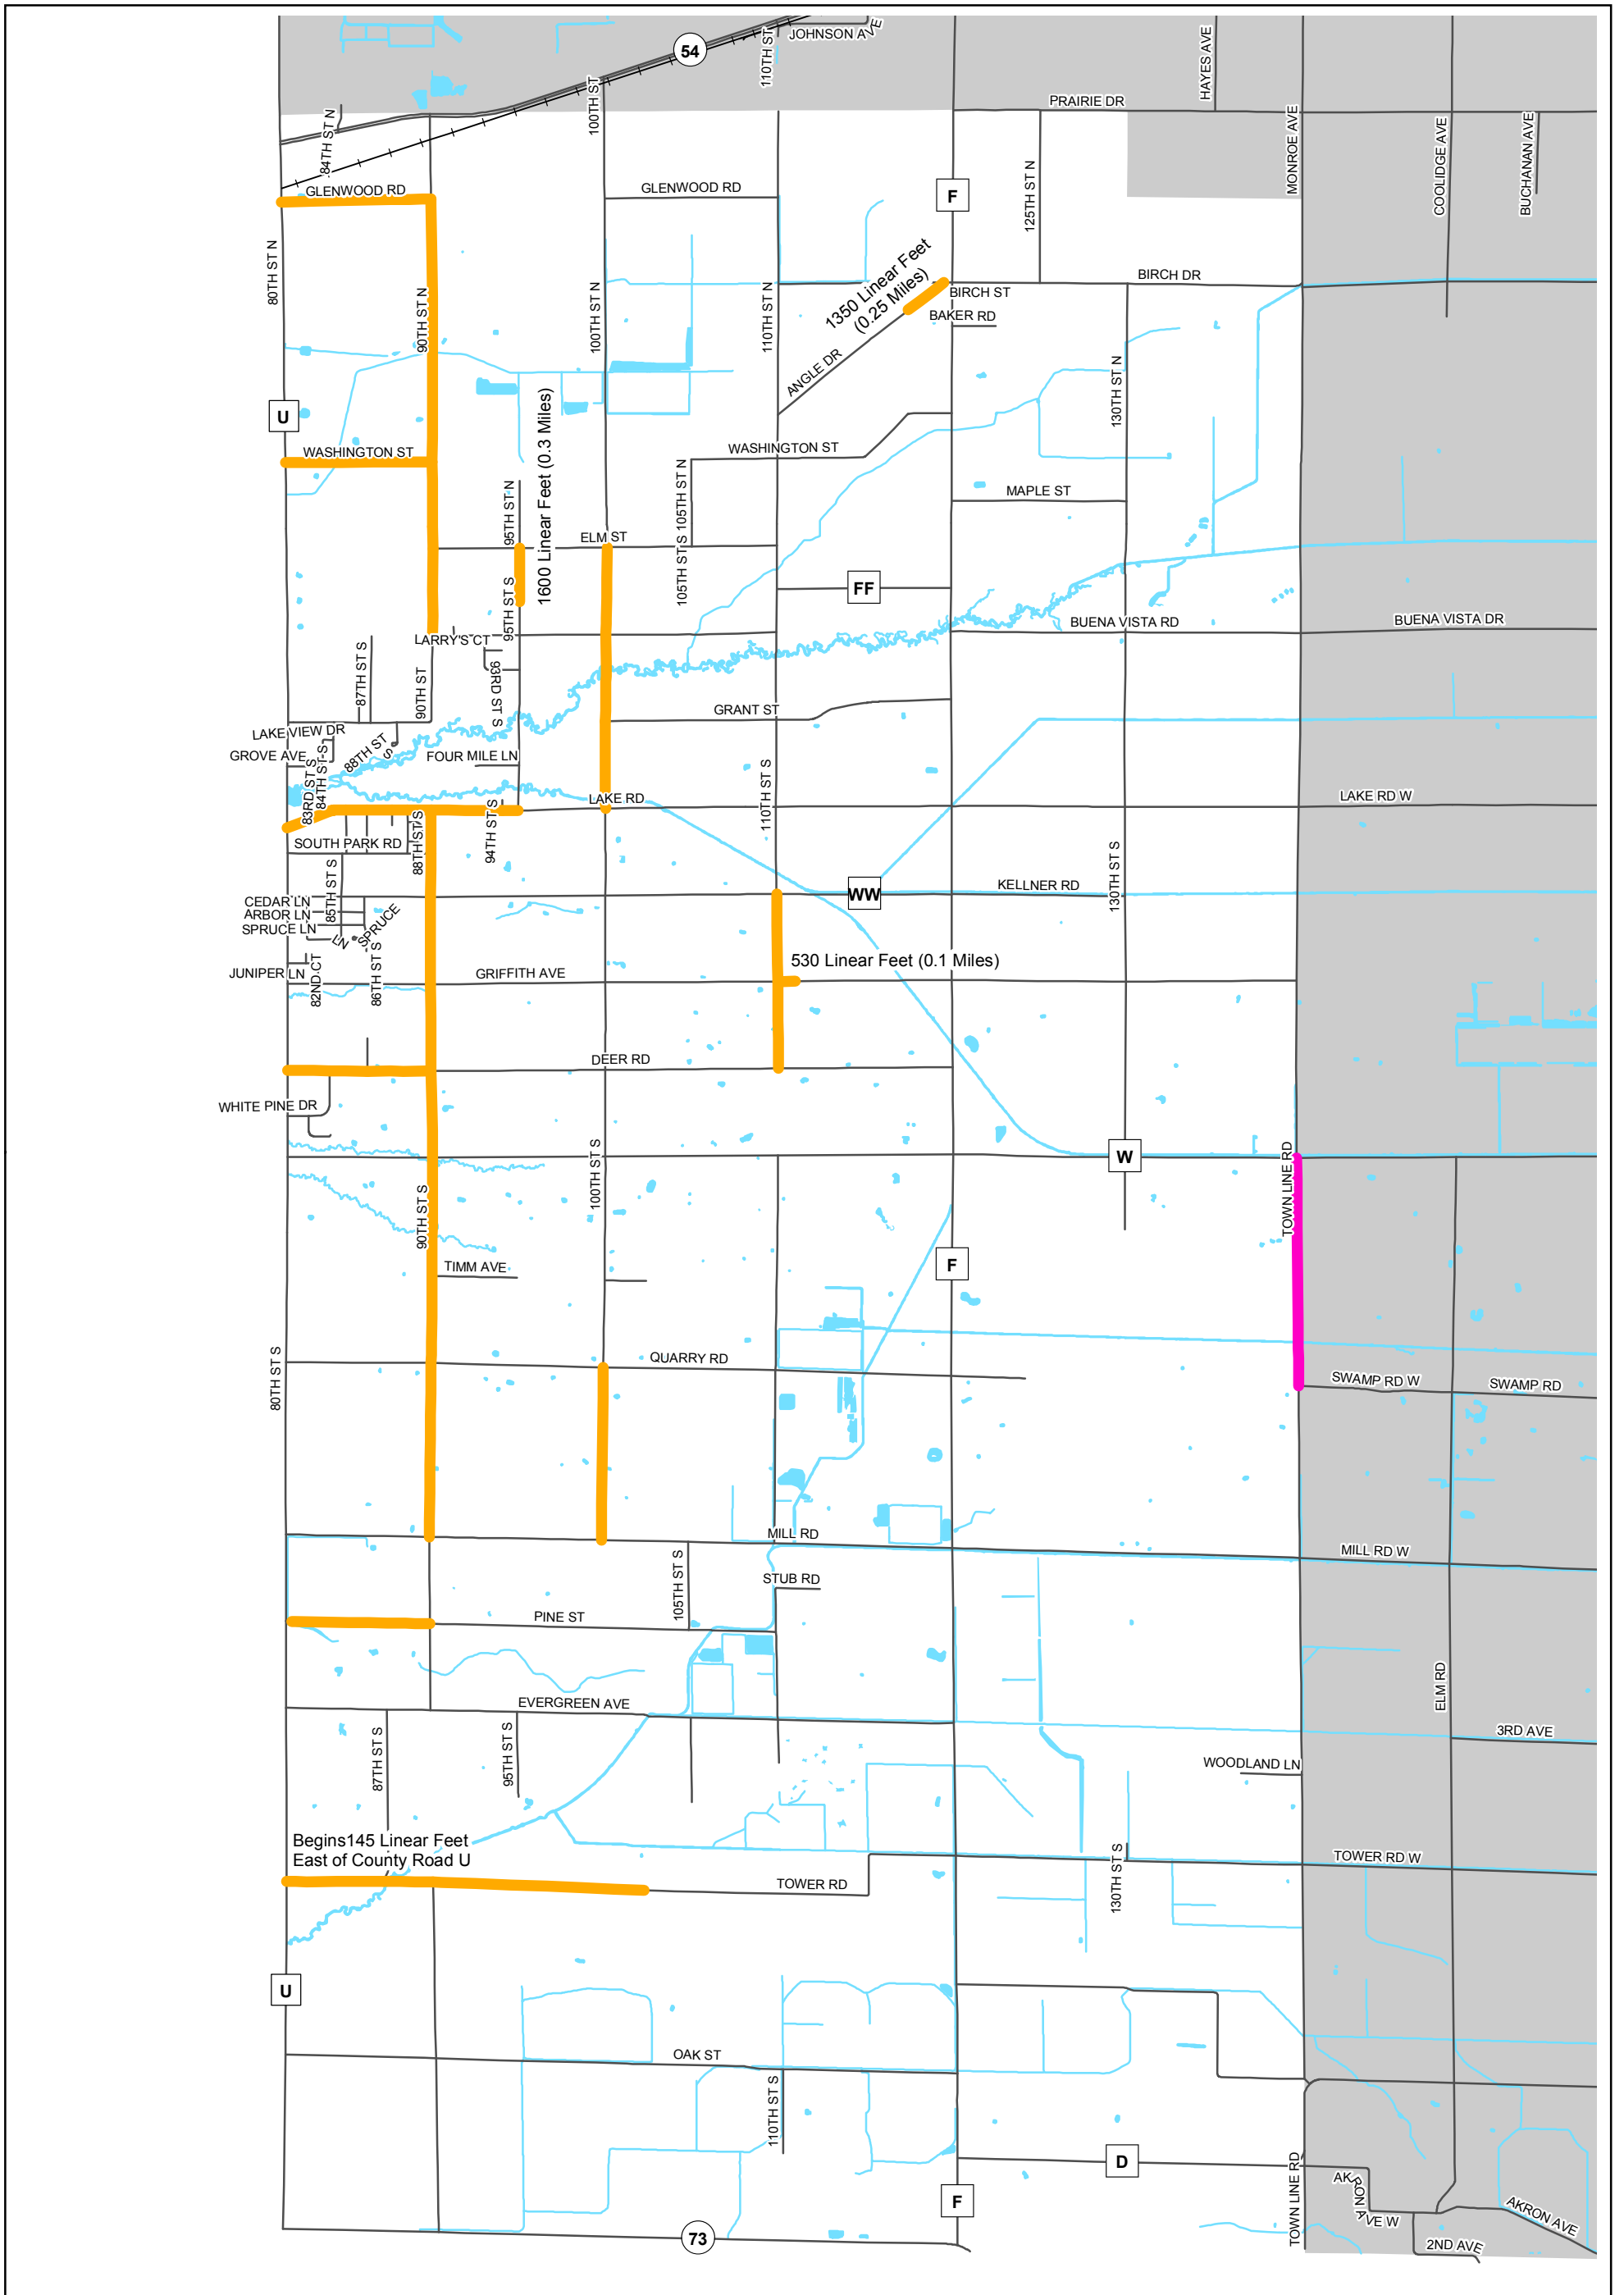 JOHNSON AVE
54
110TH ST
HAYES AVE
100TH ST
PRAIRIE DR
84TH ST N
MONROE AVE
COOLIDGE AVE
BUCHANAN AVE
GLENWOOD RD
GLENWOOD RD
F
125TH ST N
80TH ST N
1350 Linear Feet
(0.25 Miles)
BIRCH DR
BIRCH ST
90TH ST N
100TH ST N
110TH ST N
BAKER RD
ANGLE DR
130TH ST N
U
1600 Linear Feet (0.3 Miles)
WASHINGTON ST
WASHINGTON ST
MAPLE ST
95TH ST N
105TH ST N
ELM ST
105TH ST S
FF
95TH ST S
BUENA VISTA RD
BUENA VISTA DR
LARRY'S CT
87TH ST S
90TH ST
93RD ST S
GRANT ST
LAKE VIEW DR
GROVE AVE
88TH ST S
FOUR MILE LN
83RD ST S
84TH ST S
LAKE RD
110TH ST S
LAKE RD W
94TH ST S
88TH ST S
SOUTH PARK RD
85TH ST S
130TH ST S
WW
KELLNER RD
CEDAR LN
ARBOR LN
SPRUCE LN
SPRUCE
LN
530 Linear Feet (0.1 Miles)
JUNIPER LN
82ND CT
86TH ST S
GRIFFITH AVE
DEER RD
WHITE PINE DR
100TH ST S
W
TOWN LINE RD
90TH ST S
F
TIMM AVE
80TH ST S
QUARRY RD
SWAMP RD W
SWAMP RD
MILL RD
MILL RD W
105TH ST S
STUB RD
PINE ST
ELM RD
EVERGREEN AVE
87TH ST S
95TH ST S
3RD AVE
WOODLAND LN
Begins145 Linear Feet
East of County Road U
TOWER RD W
130TH ST S
TOWER RD
U
OAK ST
110TH ST S
D
TOWN LINE RD
AKRON AVE W
F
AKRON AVE
73
2ND AVE